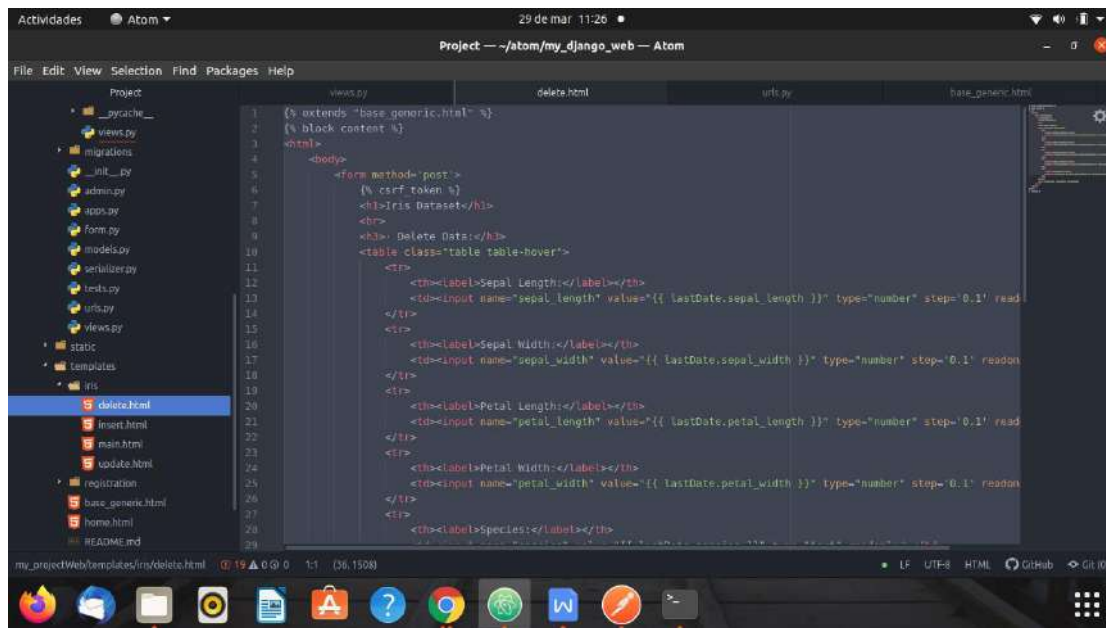 Actividades Atom 29 de mar 11:26
Project — ~/atom/my_django_web — Atom
File Edit View Selection Find Packages Help
Project views.py delete.html urls.py base_generic.html
__pycache__
views.py
migrations
__init__.py
admin.py
apps.py
form.py
models.py
serializer.py
tests.py
urls.py
views.py
static
templates
iris
delete.html
insert.html
main.html
update.html
registration
base_generic.html
home.html
README.md
1 {% extends "base_generic.html" %}
2 {% block content %}
3 <html>
4 <body>
5 <form method='post'>
6 {% csrf_token %}
7 <h1>Iris Dataset</h1>
8 <br>
9 <h3>- Delete Data:</h3>
10 <table class="table table-hover">
11 <tr>
12 <th><label>Sepal Length:</label></th>
13 <td><input name="sepal_length" value="{{ lastDate.sepal_length }}" type="number" step='0.1' read
14 </tr>
15 <tr>
16 <th><label>Sepal Width:</label></th>
17 <td><input name="sepal_width" value="{{ lastDate.sepal_width }}" type="number" step='0.1' readon
18 </tr>
19 <tr>
20 <th><label>Petal Length:</label></th>
21 <td><input name="petal_length" value="{{ lastDate.petal_length }}" type="number" step='0.1' read
22 </tr>
23 <tr>
24 <th><label>Petal Width:</label></th>
25 <td><input name="petal_width" value="{{ lastDate.petal_width }}" type="number" step='0.1' readon
26 </tr>
27 <tr>
28 <th><label>Species:</label></th>
29
my_projectWeb/templates/iris/delete.html 19 0 0 1:1 (36, 1508) LF UTF-8 HTML GitHub Git (0